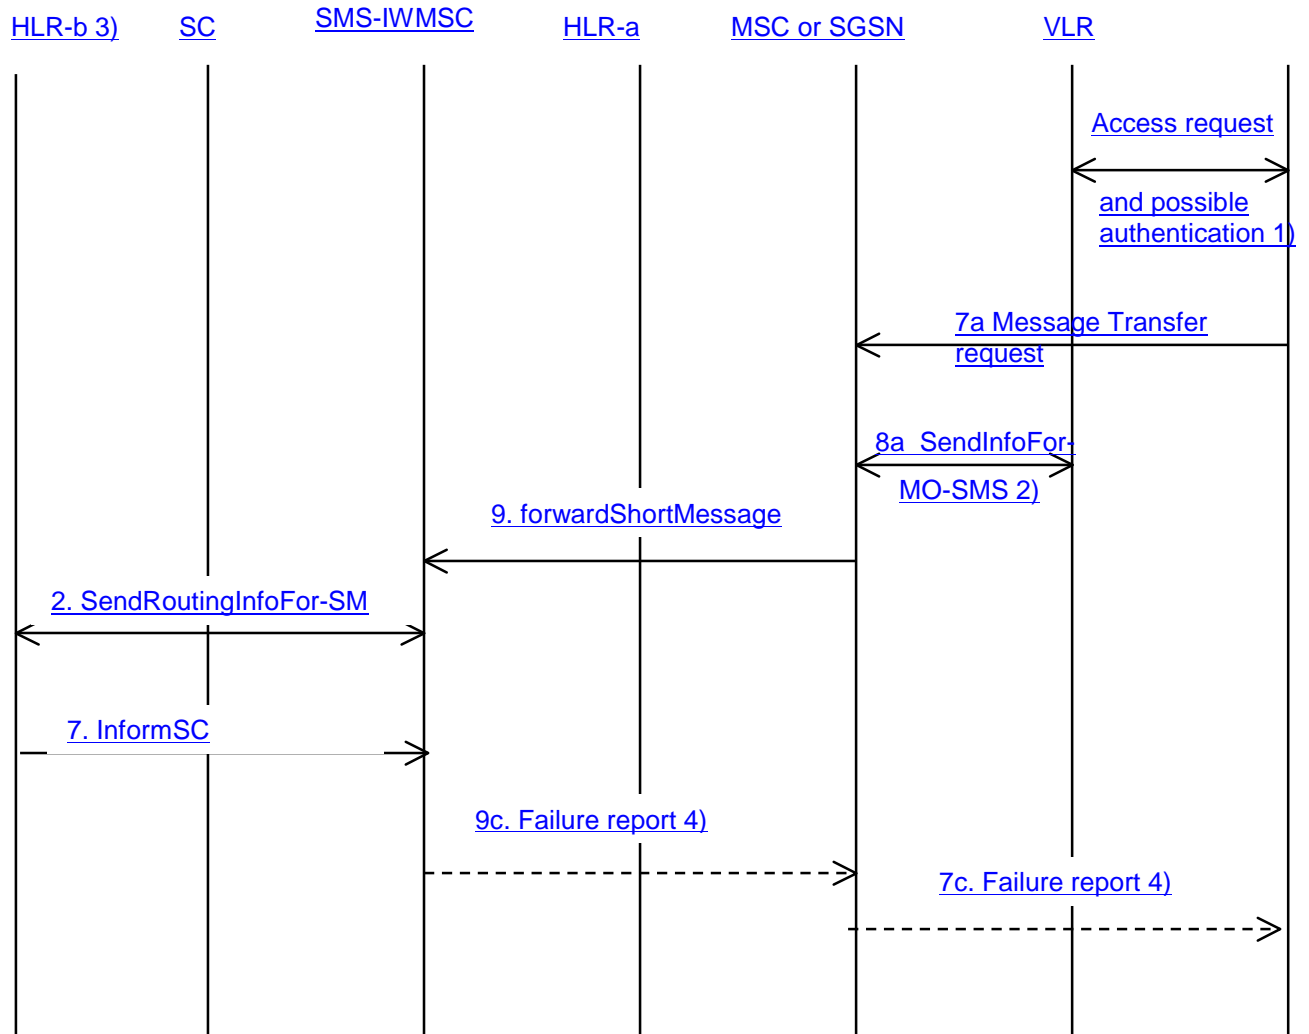 HLR-b 3) SC SMS-IWMSC HLR-a MSC or SGSN VLR
Access request
and possible
authentication 1)
7a Message Transfer
request
8a SendInfoFor-
MO-SMS 2)
9. forwardShortMessage
2. SendRoutingInfoFor-SM
7. InformSC
9c. Failure report 4)
7c. Failure report 4)